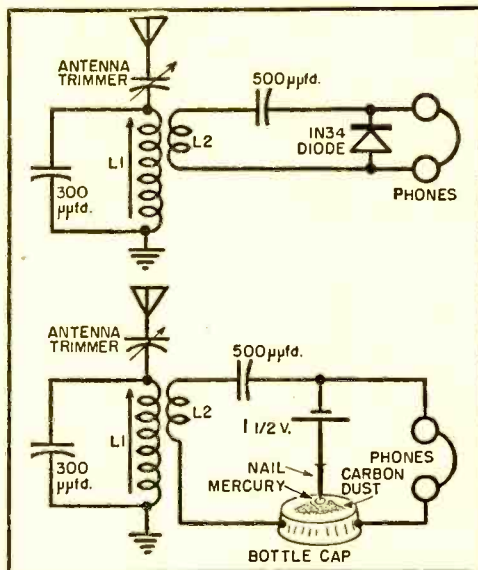 ANTENNA
TRIMMER
500µµfd.
1N34
DIODE
L1
L2
300
µµfd.
PHONES
ANTENNA
TRIMMER
500µµfd.
L1
L2
1 1/2 V.
300
µµfd.
PHONES
NAIL
CARBON
MERCURY
DUST
BOTTLE CAP